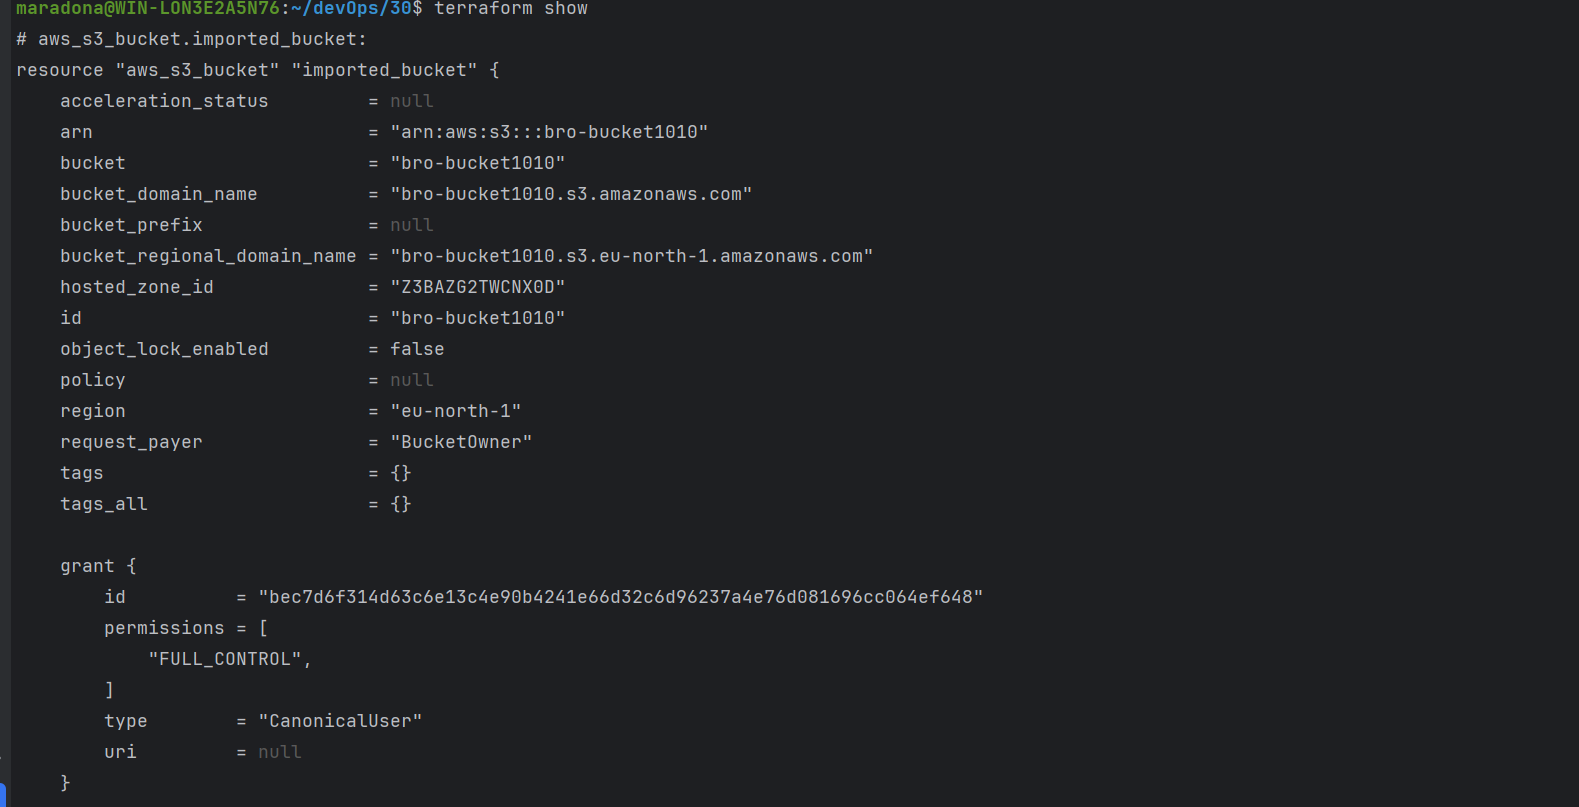 maradona@WIN-LON3E2A5N76:~/devOps/30$ terraform show
# aws_s3_bucket.imported_bucket:
resource "aws_s3_bucket" "imported_bucket" {
    acceleration_status         = null
    arn                         = "arn:aws:s3:::bro-bucket1010"
    bucket                      = "bro-bucket1010"
    bucket_domain_name          = "bro-bucket1010.s3.amazonaws.com"
    bucket_prefix               = null
    bucket_regional_domain_name = "bro-bucket1010.s3.eu-north-1.amazonaws.com"
    hosted_zone_id              = "Z3BAZG2TWCNX0D"
    id                          = "bro-bucket1010"
    object_lock_enabled         = false
    policy                      = null
    region                      = "eu-north-1"
    request_payer               = "BucketOwner"
    tags                        = {}
    tags_all                    = {}

    grant {
        id          = "bec7d6f314d63c6e13c4e90b4241e66d32c6d96237a4e76d081696cc064ef648"
        permissions = [
            "FULL_CONTROL",
        ]
        type        = "CanonicalUser"
        uri         = null
    }